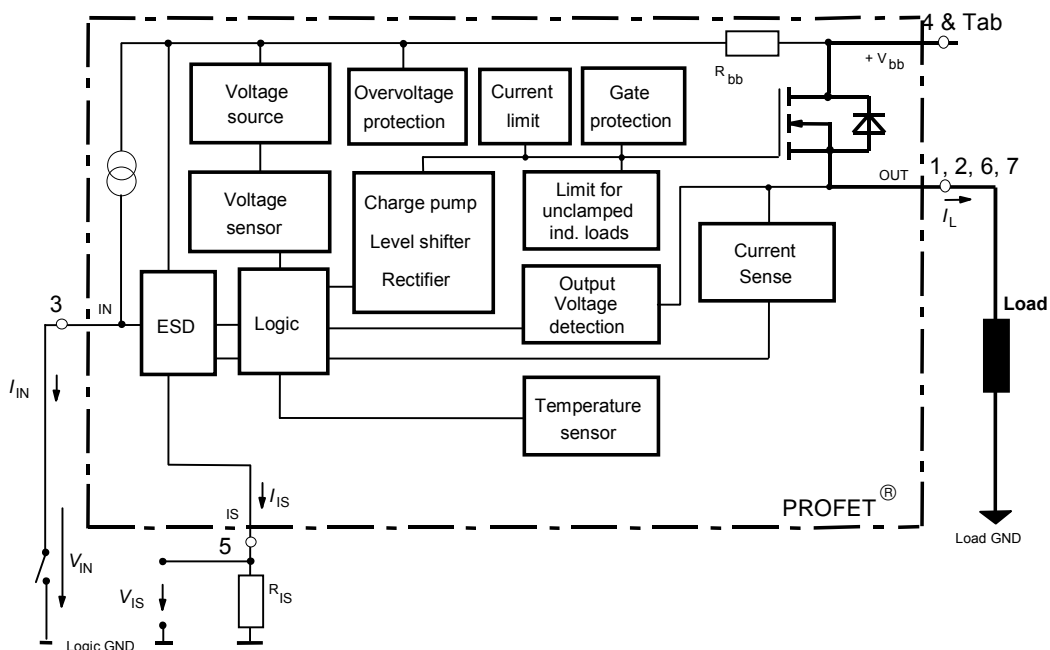 4 & Tab
R bb
+ V bb
Voltage
source
Overvoltage
protection
Current
limit
Gate
protection
OUT
1, 2, 6, 7
I L
Voltage
sensor
Charge pump
Level shifter
Rectifier
Limit for
unclamped
ind. loads
Current
Sense
3
IN
ESD
Logic
Output
Voltage
detection
Load
I IN
Temperature
sensor
I IS
IS
PROFET ®
Load GND
5
V IN
V IS
R IS
Logic GND